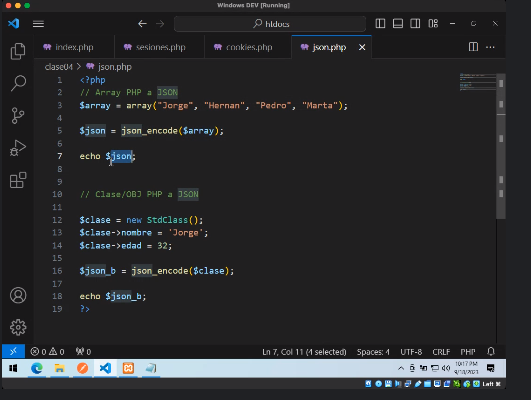 Windows DEV [Running]
htdocs
index.php
sesiones.php
cookies.php
json.php
clase04 > json.php
1 <?php
2 // Array PHP a JSON
3 $array = array("Jorge", "Hernan", "Pedro", "Marta");
4
5 $json = json_encode($array);
6
7 echo $json;
8
9
10 // Clase/OBJ PHP a JSON
11
12 $clase = new StdClass();
13 $clase->nombre = 'Jorge';
14 $clase->edad = 32;
15
16 $json_b = json_encode($clase);
17
18 echo $json_b;
19 ?>
0 0 0 Ln 7, Col 11 (4 selected) Spaces: 4 UTF-8 CRLF PHP
10:17 PM
Left ⌘